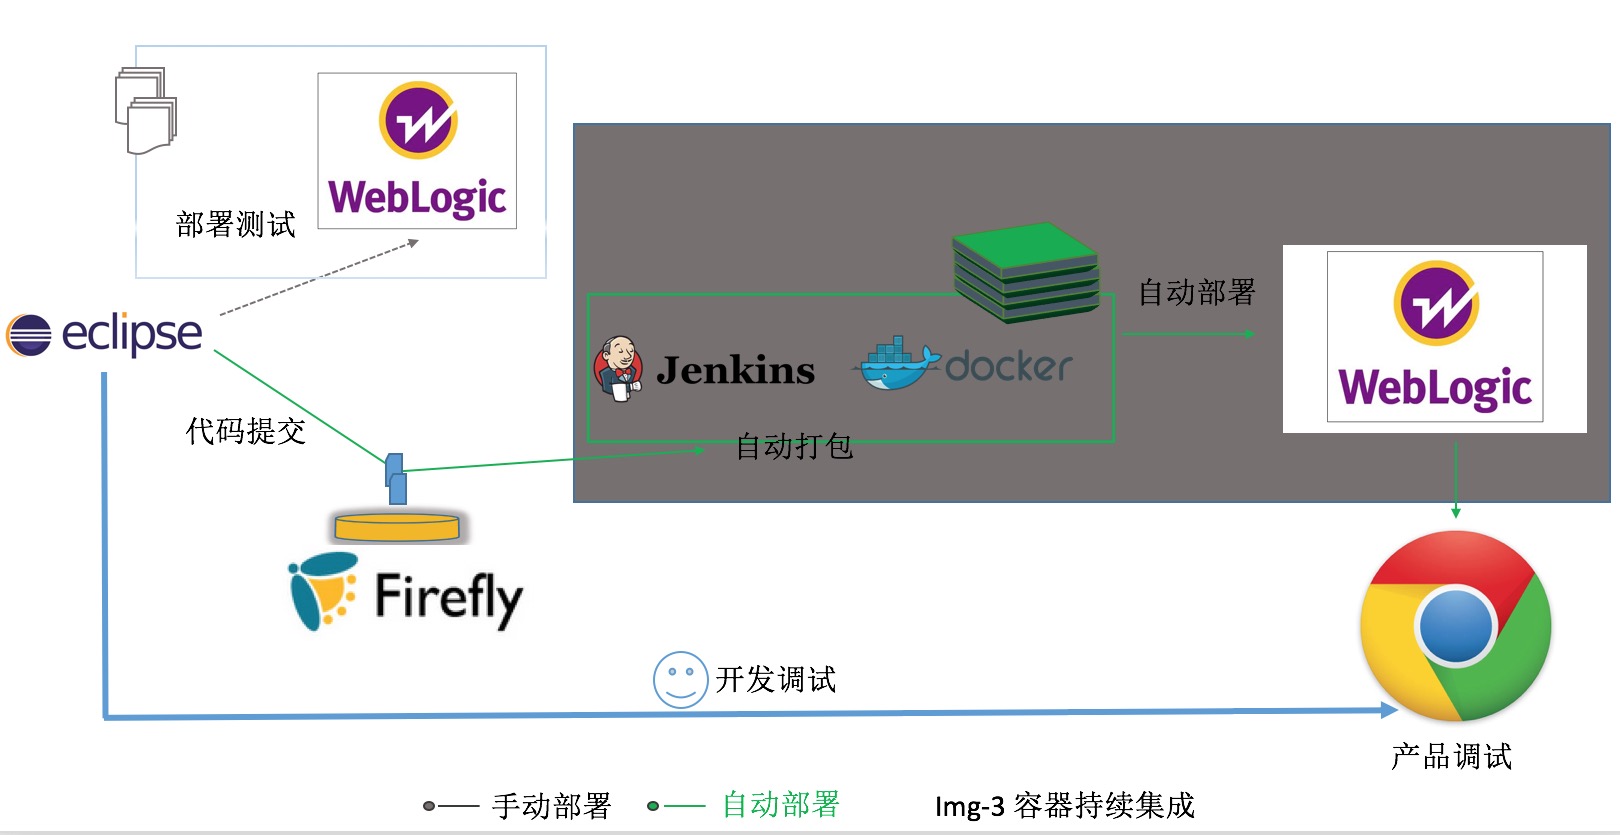 WebLogic
部署测试
eclipse
自动部署
Jenkins
docker
WebLogic
代码提交
自动打包
Firefly
开发调试
产品调试
手动部署
自动部署
Img-3 容器持续集成